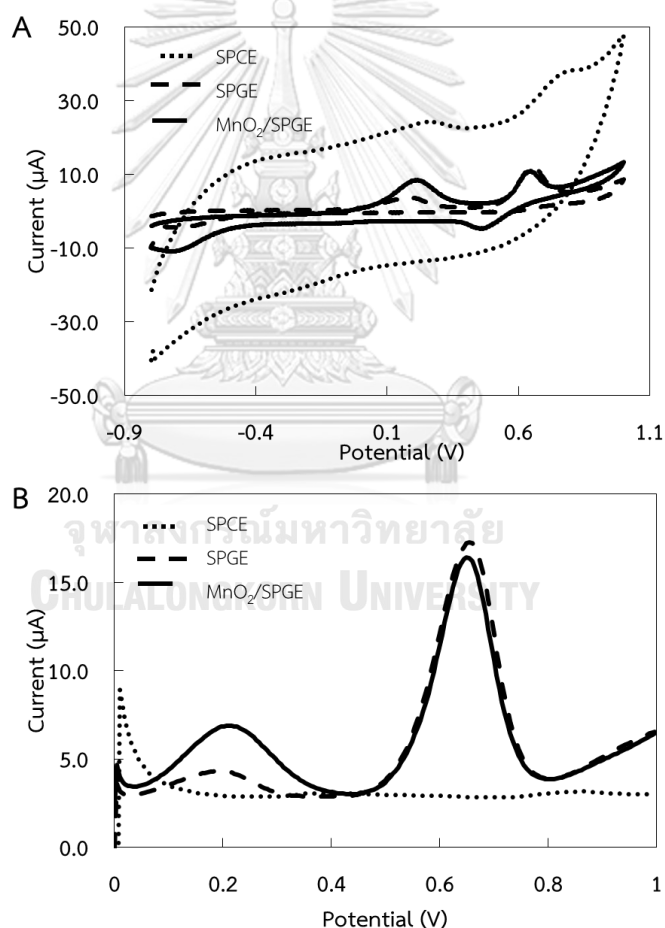 A
50.0
30.0
10.0
-10.0
-30.0
-50.0
Current (µA)
SPCE
SPGE
MnO₂/SPGE
-0.9
-0.4
0.1
0.6
1.1
Potential (V)
B
20.0
15.0
10.0
5.0
0.0
Current (µA)
จุฬาลงกรณ์มหาวิทยาลัย
CHULALONGKORN UNIVERSITY
SPCE
SPGE
MnO₂/SPGE
0
0.2
0.4
0.6
0.8
1
Potential (V)